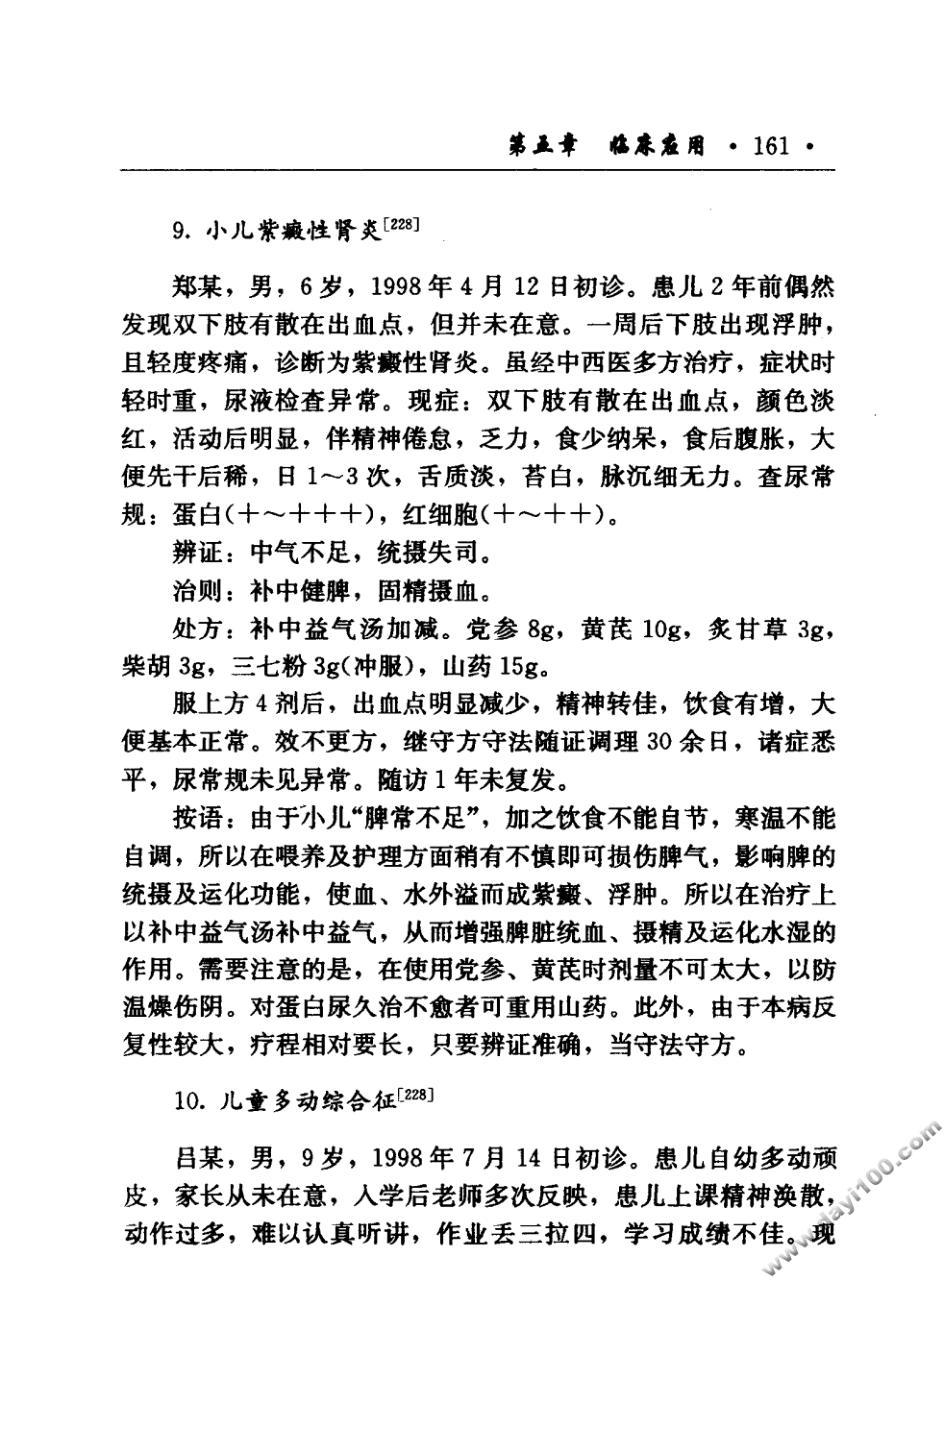 第五章 临床应用 · 161 ·
9. 小儿紫癜性肾炎[228]
郑某，男，6岁，1998年4月12日初诊。患儿2年前偶然
发现双下肢有散在出血点，但并未在意。一周后下肢出现浮肿，
且轻度疼痛，诊断为紫癜性肾炎。虽经中西医多方治疗，症状时
轻时重，尿液检查异常。现症：双下肢有散在出血点，颜色淡
红，活动后明显，伴精神倦怠，乏力，食少纳呆，食后腹胀，大
便先干后稀，日1～3次，舌质淡，苔白，脉沉细无力。查尿常
规：蛋白(＋～＋＋＋)，红细胞(＋～＋＋)。
辨证：中气不足，统摄失司。
治则：补中健脾，固精摄血。
处方：补中益气汤加减。党参8g，黄芪10g，炙甘草3g，
柴胡3g，三七粉3g(冲服)，山药15g。
服上方4剂后，出血点明显减少，精神转佳，饮食有增，大
便基本正常。效不更方，继守方守法随证调理30余日，诸症悉
平，尿常规未见异常。随访1年未复发。
按语：由于小儿“脾常不足”，加之饮食不能自节，寒温不能
自调，所以在喂养及护理方面稍有不慎即可损伤脾气，影响脾的
统摄及运化功能，使血、水外溢而成紫癜、浮肿。所以在治疗上
以补中益气汤补中益气，从而增强脾脏统血、摄精及运化水湿的
作用。需要注意的是，在使用党参、黄芪时剂量不可太大，以防
温燥伤阴。对蛋白尿久治不愈者可重用山药。此外，由于本病反
复性较大，疗程相对要长，只要辨证准确，当守法守方。
10. 儿童多动综合征[228]
吕某，男，9岁，1998年7月14日初诊。患儿自幼多动顽
皮，家长从未在意，入学后老师多次反映，患儿上课精神涣散，
动作过多，难以认真听讲，作业丢三拉四，学习成绩不佳。现
www.dayi100.com